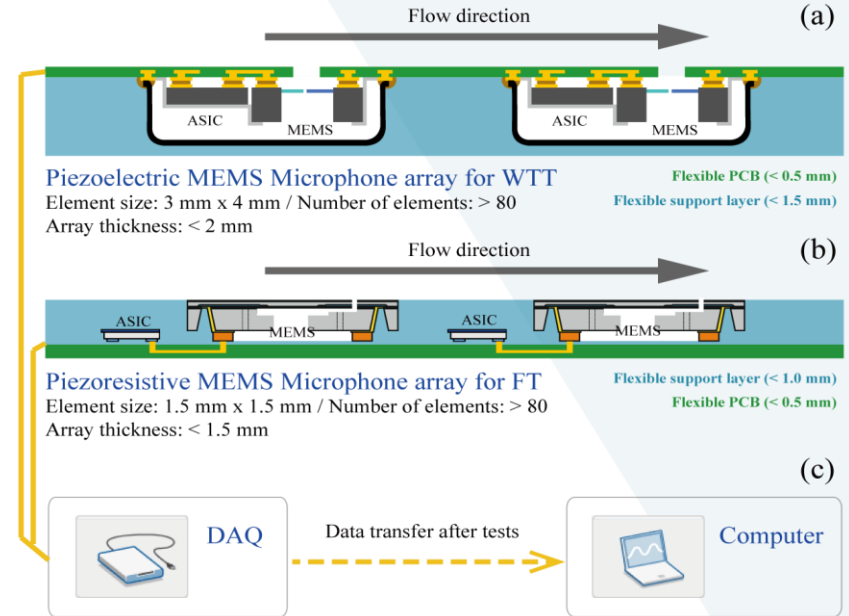 (a)
Flow direction
ASIC
MEMS
ASIC
MEMS
Piezoelectric MEMS Microphone array for WTT
Flexible PCB (< 0.5 mm)
Element size: 3 mm x 4 mm / Number of elements: > 80
Flexible support layer (< 1.5 mm)
Array thickness: < 2 mm
(b)
Flow direction
ASIC
MEMS
ASIC
MEMS
Piezoresistive MEMS Microphone array for FT
Flexible support layer (< 1.0 mm)
Element size: 1.5 mm x 1.5 mm / Number of elements: > 80
Flexible PCB (< 0.5 mm)
Array thickness: < 1.5 mm
(c)
DAQ
Data transfer after tests
Computer